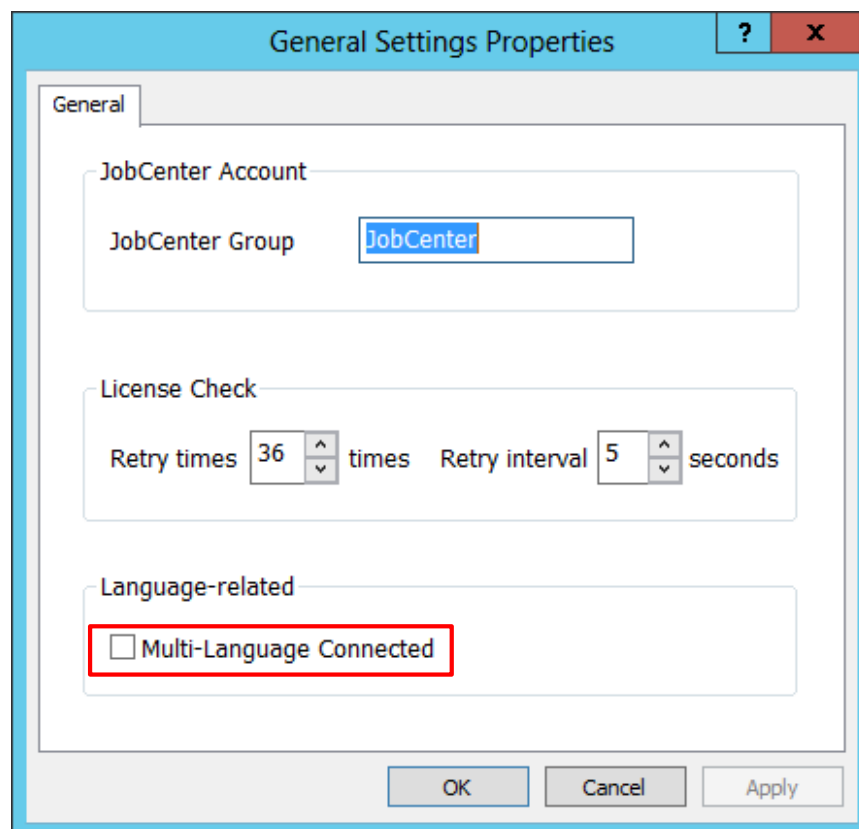 General Settings Properties ? x
General
JobCenter Account
JobCenter Group JobCenter
License Check
Retry times 36 times Retry interval 5 seconds
Language-related
Multi-Language Connected
OK Cancel Apply